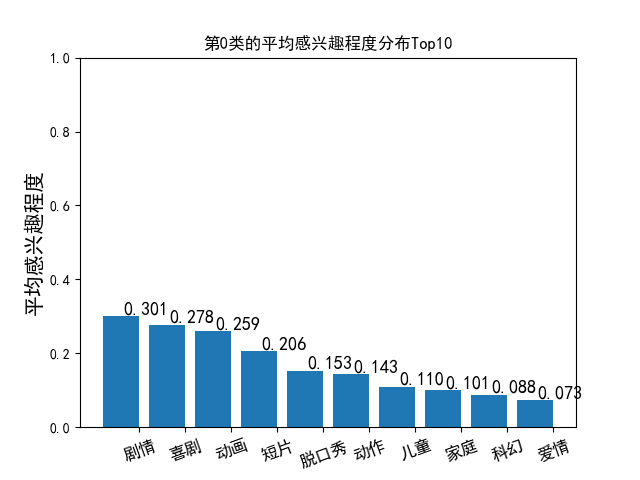 第0类的平均感兴趣程度分布Top10
平均感兴趣程度
1.0
0.8
0.6
0.4
0.2
0.0
0.301
0.278
0.259
0.206
0.153
0.143
0.110
0.101
0.088
0.073
剧情
喜剧
动画
短片
脱口秀
动作
儿童
家庭
科幻
爱情